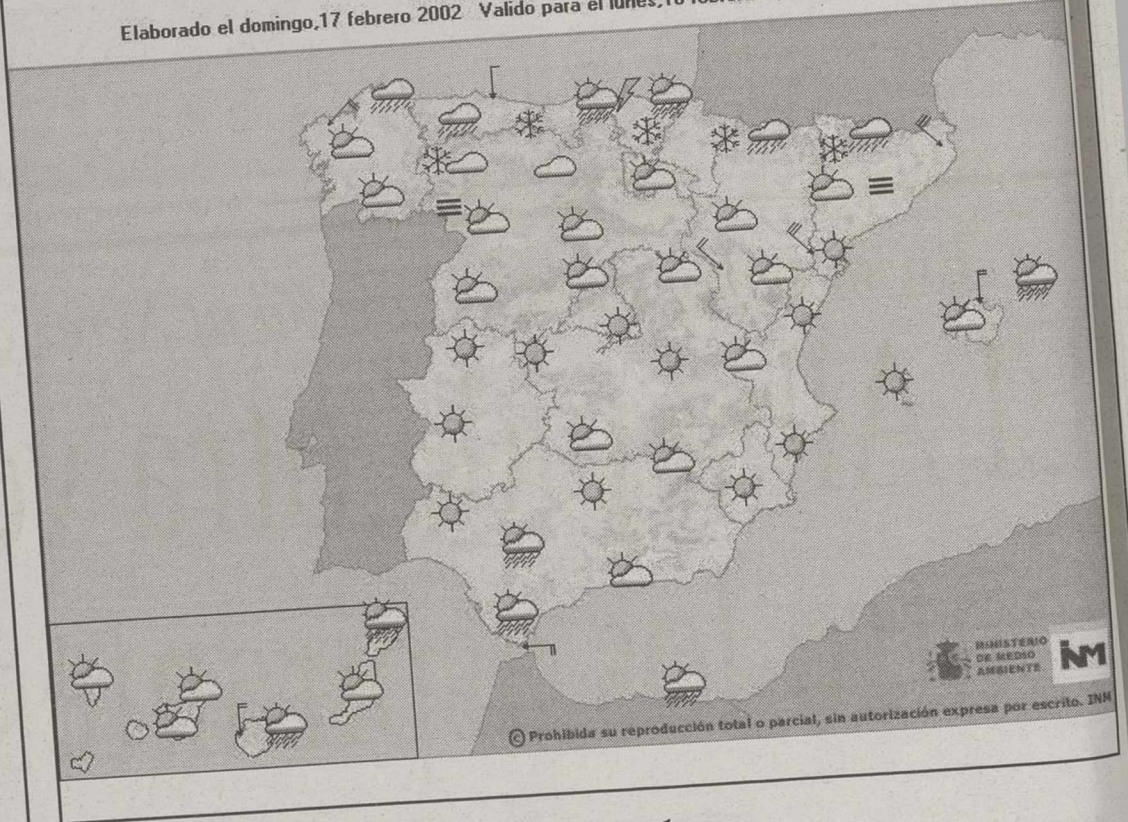 Elaborado el domingo,17 febrero 2002 Valido para el lunes,
MINISTERIO
DE MEDIO
AMBIENTE
INM
© Prohibida su reproducción total o parcial, sin autorización expresa por escrito. INM